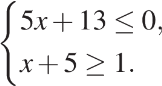 5x + 13 ≤ 0,
x + 5 ≥ 1.